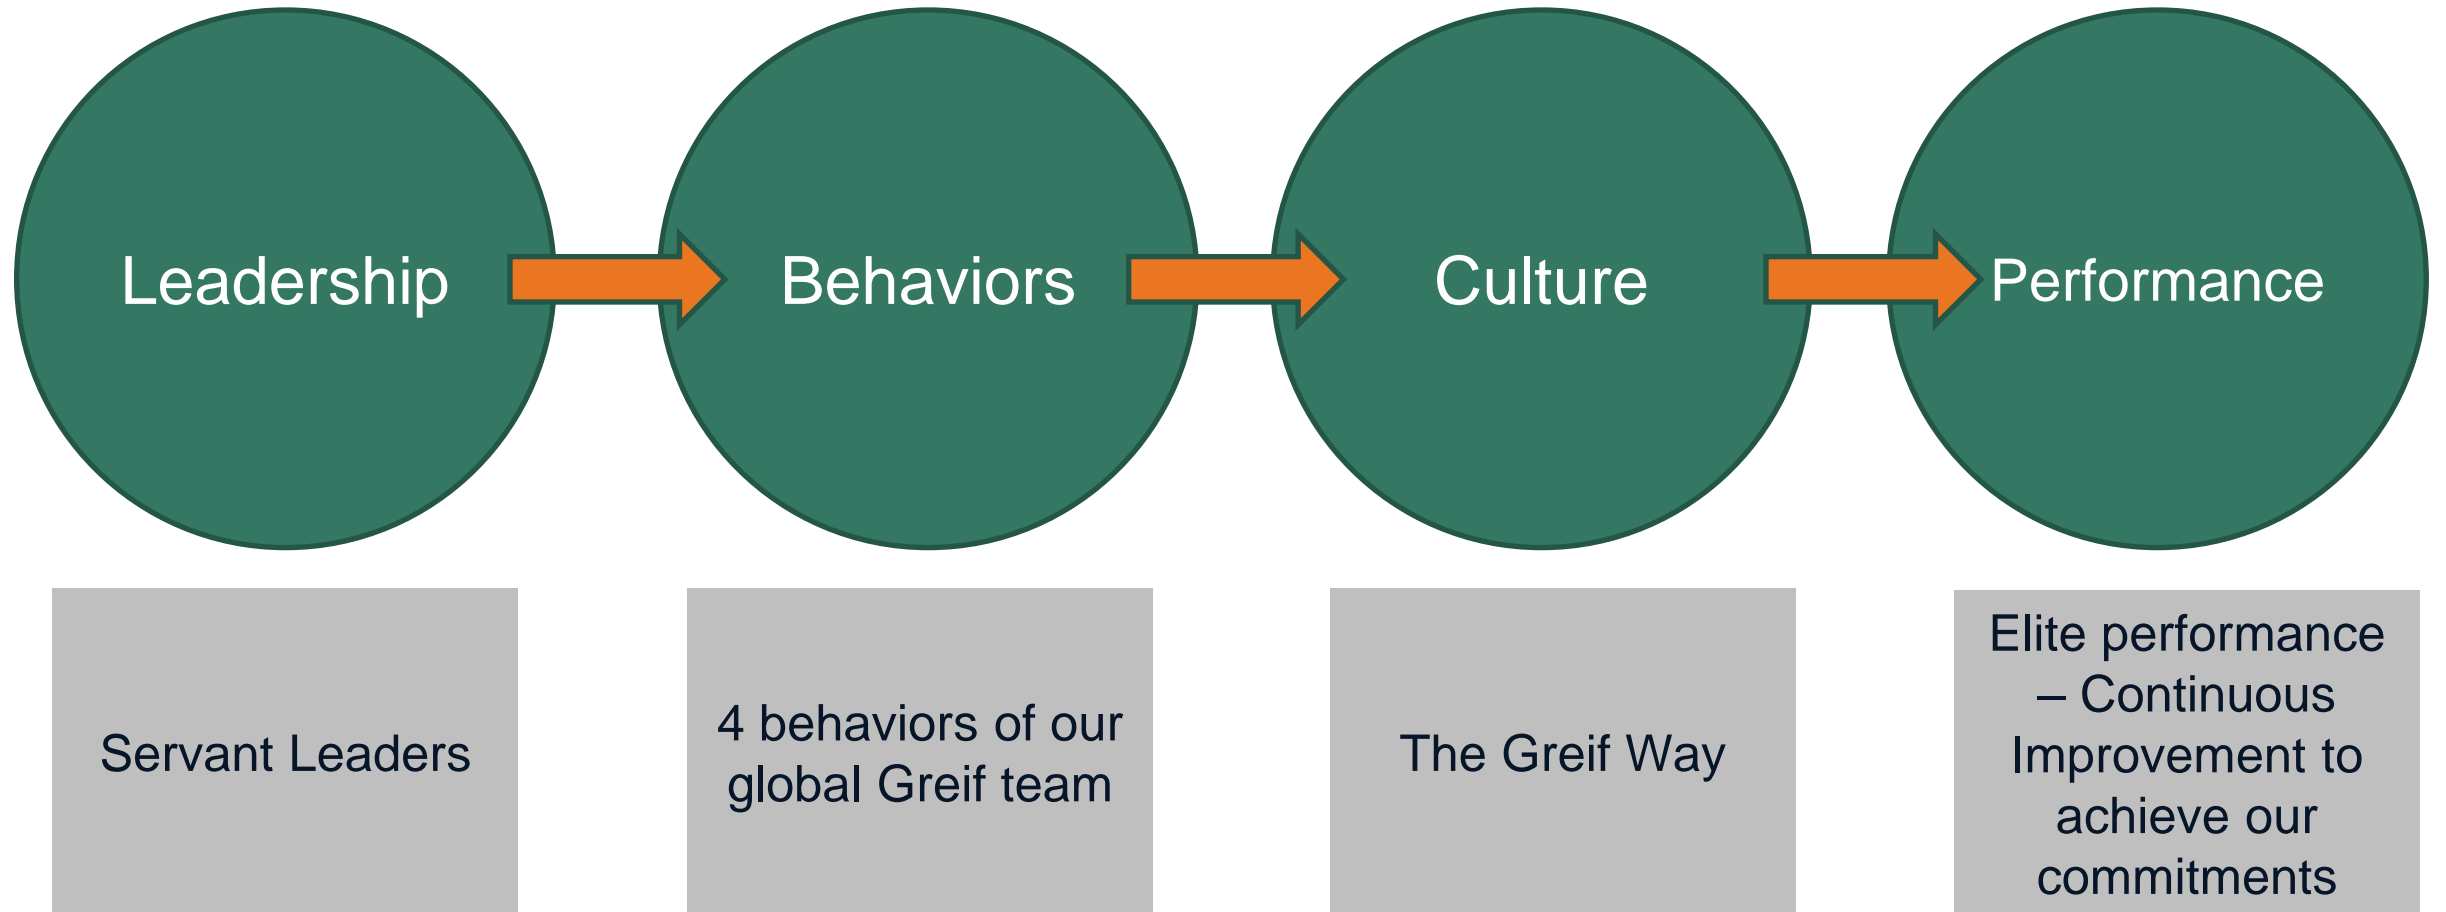 Leadership
Behaviors
Culture
Performance
Servant Leaders
4 behaviors of our
global Greif team
The Greif Way
Elite performance
– Continuous
Improvement to
achieve our
commitments